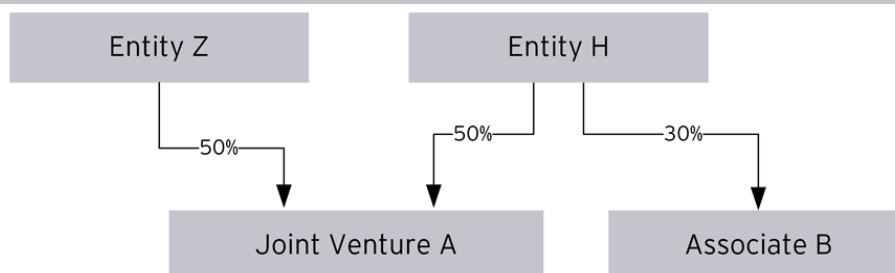 Entity Z
Entity H
50%
50%
30%
Joint Venture A
Associate B